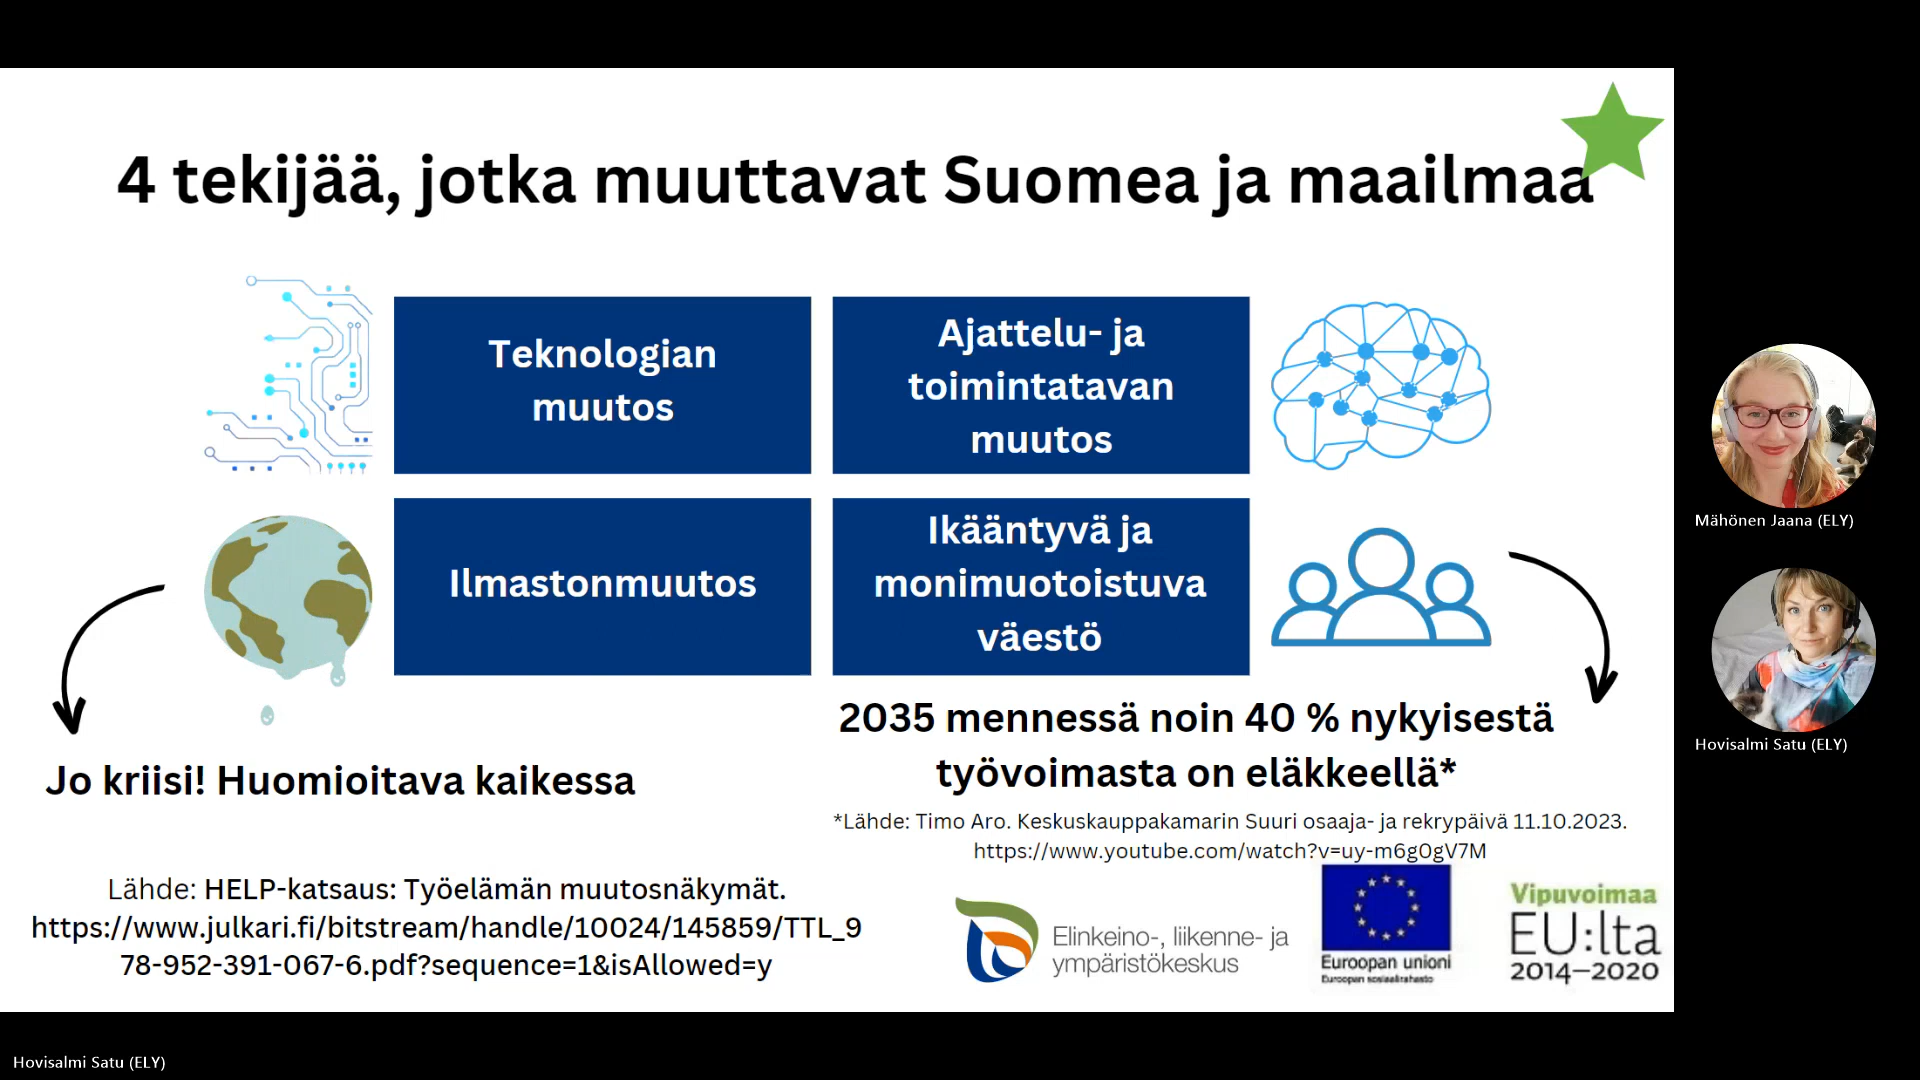 4 tekijää, jotka muuttavat Suomea ja maailmaa
Teknologian
muutos
Ajattelu- ja
toimintatavan
muutos
Ilmastonmuutos
Ikääntyvä ja
monimuotoistuva
väestö
Jo kriisi! Huomioitava kaikessa
2035 mennessä noin 40 % nykyisestä
työvoimasta on eläkkeellä*
*Lähde: Timo Aro. Keskuskauppakamarin Suuri osaaja- ja rekrypäivä 11.10.2023.
https://www.youtube.com/watch?v=uy-m6g0gV7M
Lähde: HELP-katsaus: Työelämän muutosnäkymät.
https://www.julkari.fi/bitstream/handle/10024/145859/TTL_9
78-952-391-067-6.pdf?sequence=1&isAllowed=y
Elinkeino-, liikenne- ja
ympäristökeskus
Euroopan unioni
Euroopan sosiaalirahasto
Vipuvoimaa
EU:lta
2014–2020
Mähönen Jaana (ELY)
Hovisalmi Satu (ELY)
Hovisalmi Satu (ELY)